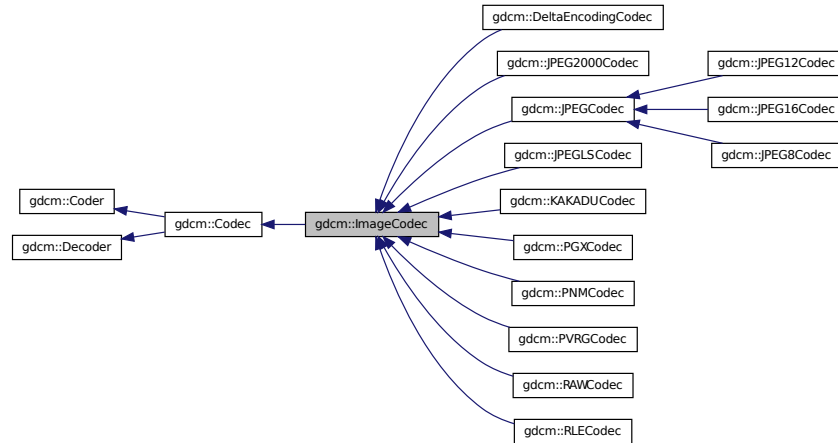 gdcm::DeltaEncodingCodec
gdcm::JPEG2000Codec
gdcm::JPEG12Codec
gdcm::JPEGCodec
gdcm::JPEG16Codec
gdcm::JPEGLSCodec
gdcm::JPEG8Codec
gdcm::Coder
gdcm::KAKADUCodec
gdcm::Codec
gdcm::ImageCodec
gdcm::Decoder
gdcm::PGXCodec
gdcm::PNMCodec
gdcm::PVRGCodec
gdcm::RAWCodec
gdcm::RLECodec